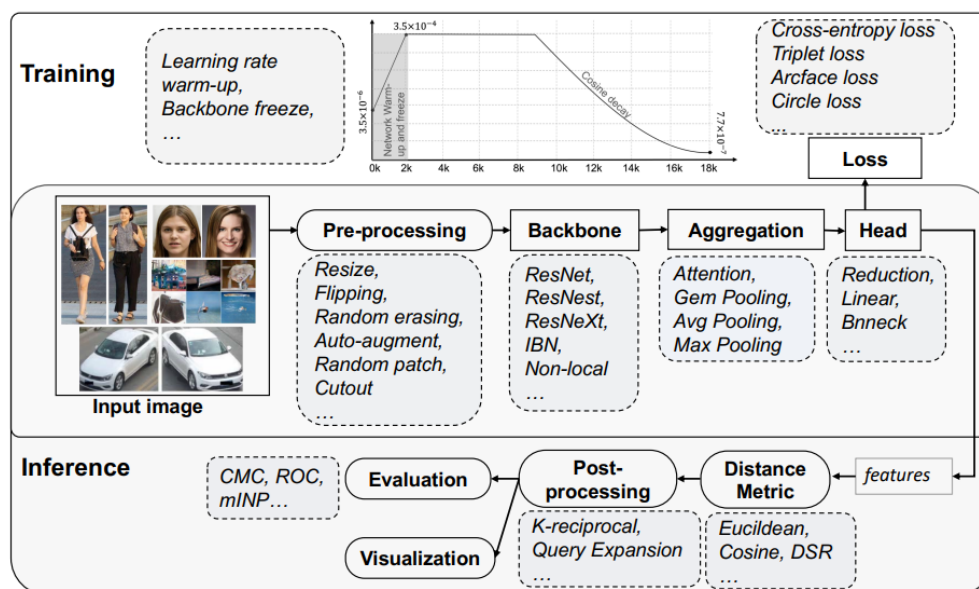 Training
Learning rate
warm-up,
Backbone freeze,
…
3.5×10⁻⁴
3.5×10⁻⁶
Network Warm-
up and freeze
Cosine decay
7.7×10⁻⁷
0k 2k 4k 6k 8k 10k 12k 14k 16k 18k
Cross-entropy loss
Triplet loss
Arcface loss
Circle loss
...
Loss
Input image
Pre-processing
Resize,
Flipping,
Random erasing,
Auto-augment,
Random patch,
Cutout
…
Backbone
ResNet,
ResNest,
ResNeXt,
IBN,
Non-local
…
Aggregation
Attention,
Gem Pooling,
Avg Pooling,
Max Pooling
Head
Reduction,
Linear,
Bnneck
…
Inference
CMC, ROC,
mINP…
Evaluation
Visualization
Post-
processing
K-reciprocal,
Query Expansion
…
Distance
Metric
Eucildean,
Cosine, DSR
…
features